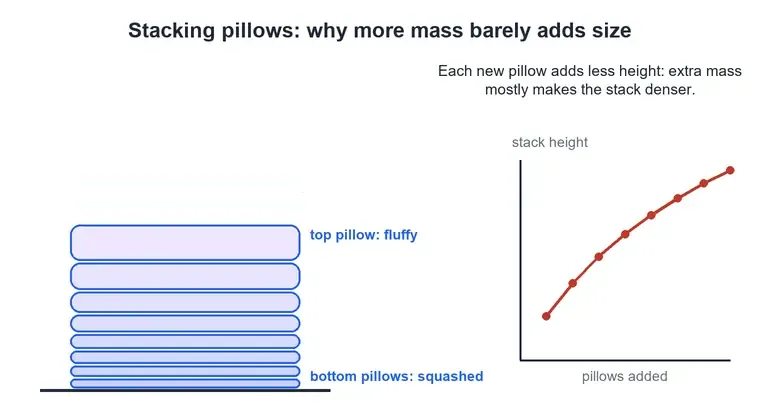 Stacking pillows: why more mass barely adds size
Each new pillow adds less height: extra mass
mostly makes the stack denser.
stack height
top pillow: fluffy
bottom pillows: squashed
pillows added